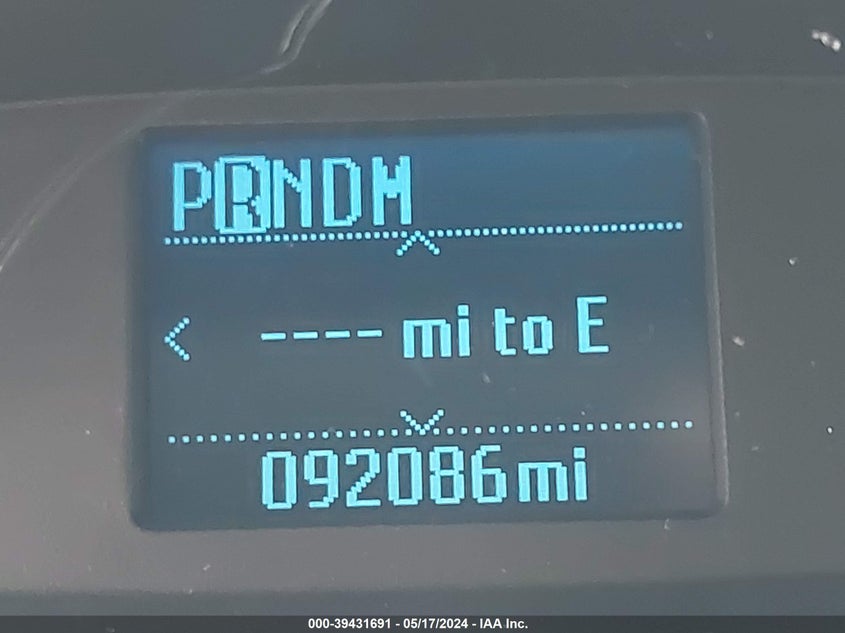 PRNDM
---- mi to E
092086mi
000-39431691 - 05/17/2024 - IAA Inc.